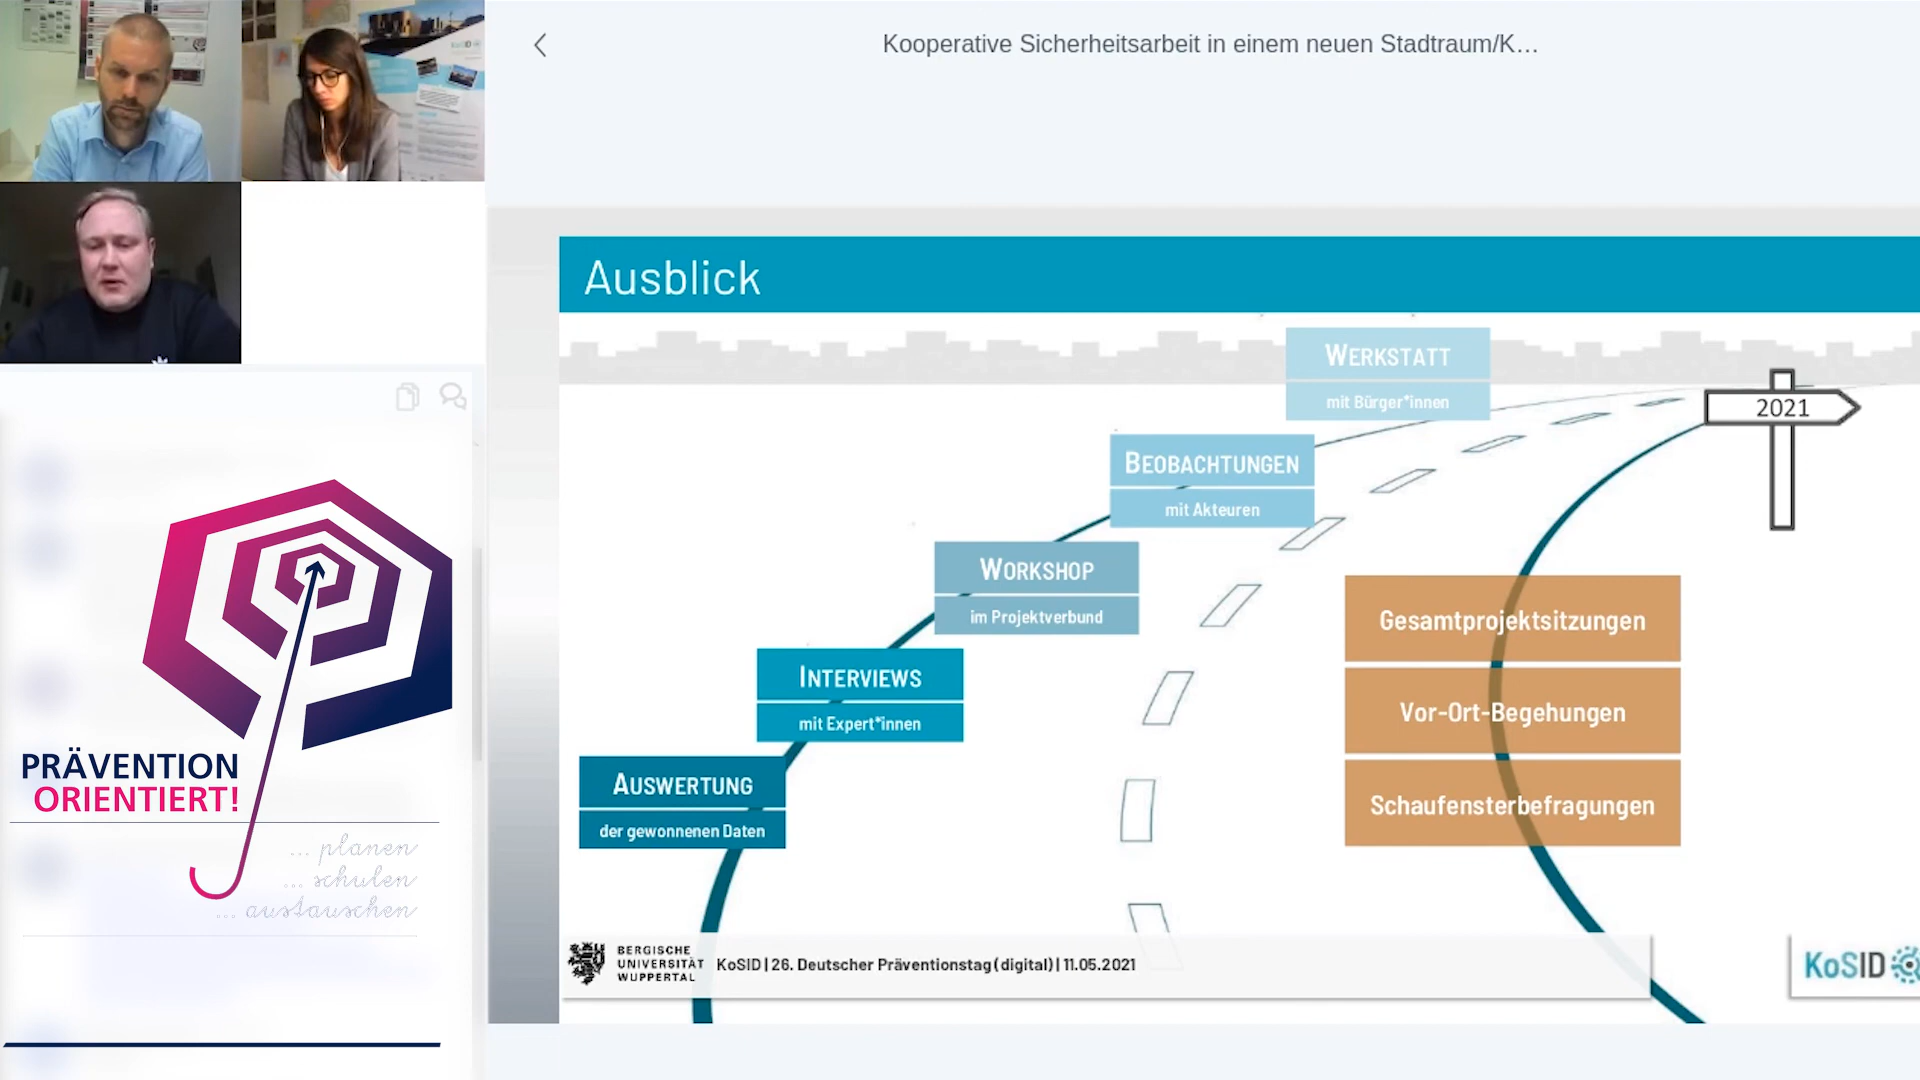 Kooperative Sicherheitsarbeit in einem neuen Stadtraum/K…
Ausblick
WERKSTATT
mit Bürger*innen
2021
BEOBACHTUNGEN
mit Akteuren
WORKSHOP
im Projektverbund
INTERVIEWS
mit Expert*innen
AUSWERTUNG
der gewonnenen Daten
Gesamtprojektsitzungen
Vor-Ort-Begehungen
Schaufensterbefragungen
BERGISCHE
UNIVERSITÄT
WUPPERTAL
KoSID | 26. Deutscher Präventionstag (digital) | 11.05.2021
KoSID
PRÄVENTION
ORIENTIERT!
... planen
... schulen
... austauschen